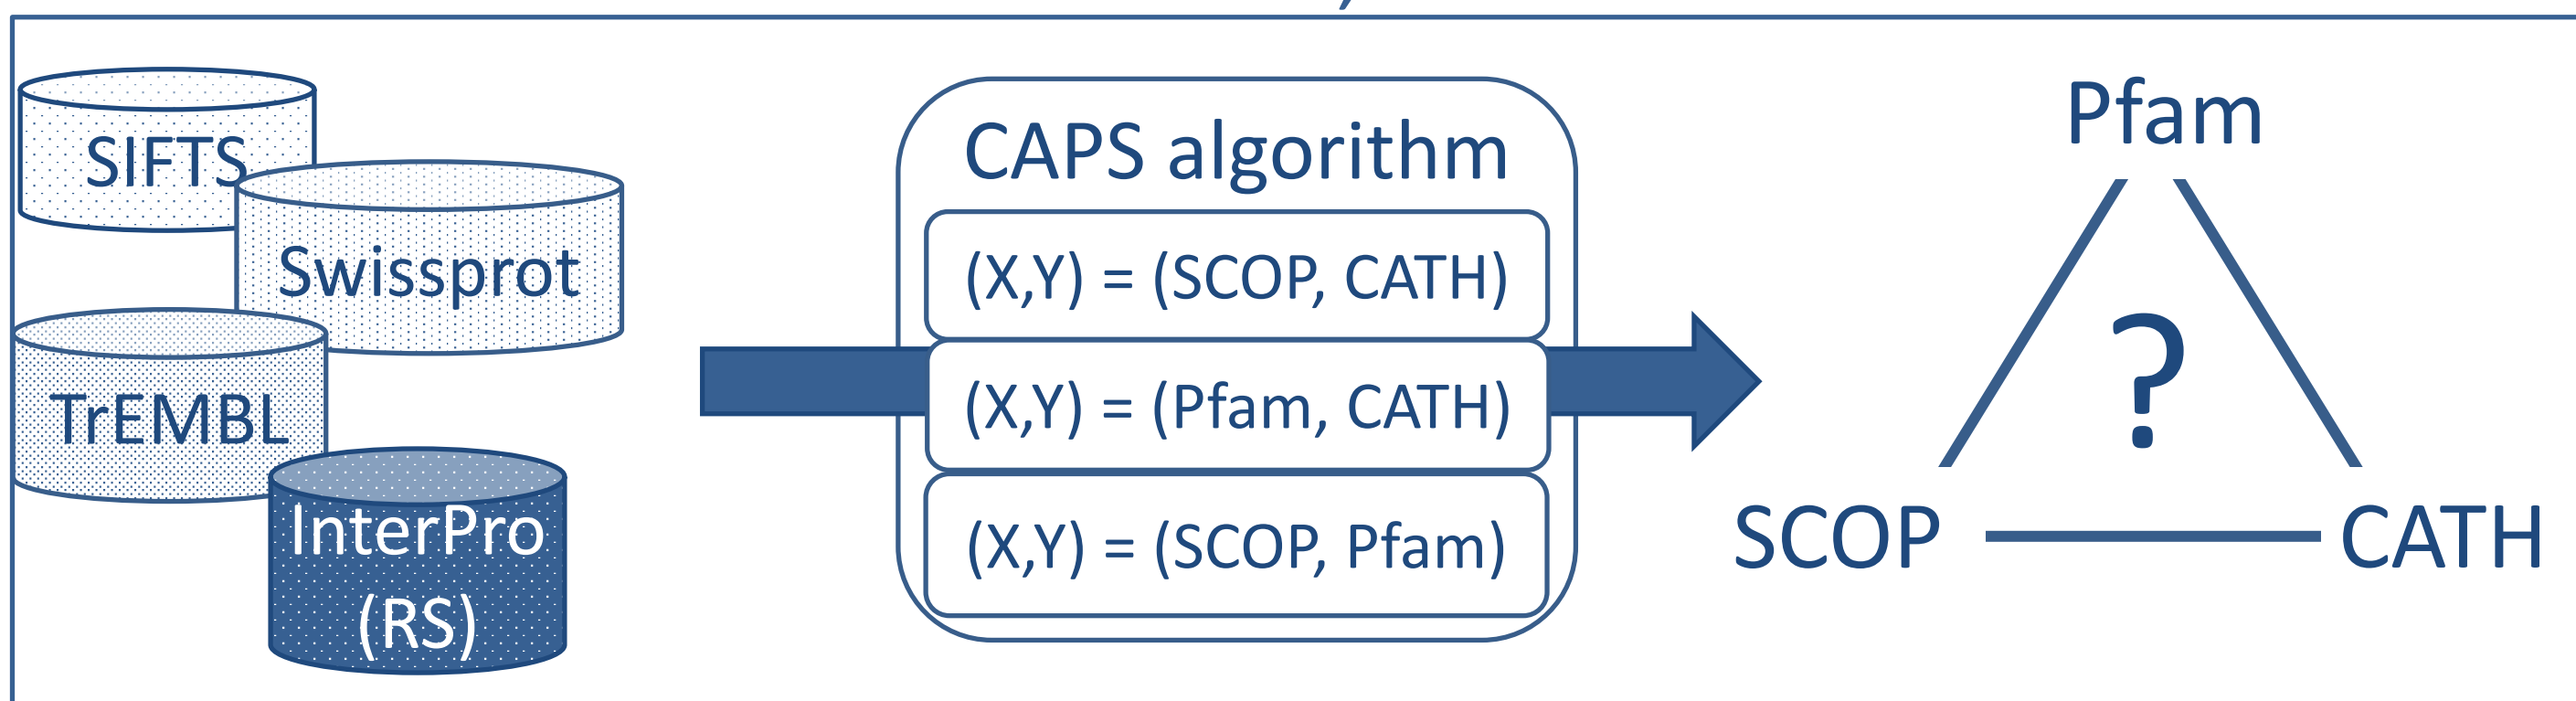 SIFTS
Swissprot
TrEMBL
InterPro
(RS)
CAPS algorithm
(X,Y) = (SCOP, CATH)
(X,Y) = (Pfam, CATH)
(X,Y) = (SCOP, Pfam)
Pfam
?
SCOP
CATH